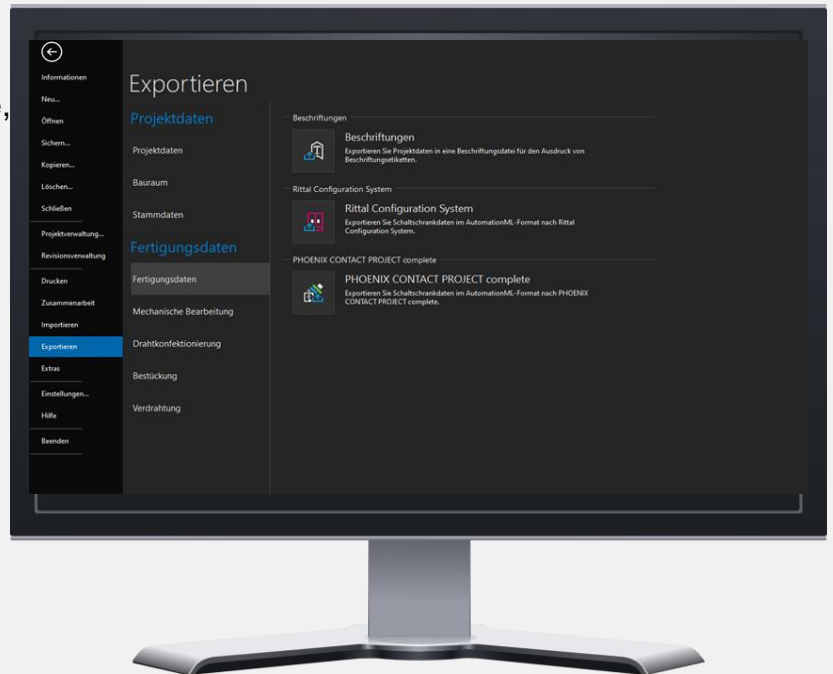 ,
Informationen
Neu...
Öffnen
Sichern...
Kopieren...
Löschen...
Schließen
Projektverwaltung...
Revisionsverwaltung
Drucken
Zusammenarbeit
Importieren
Exportieren
Extras
Einstellungen...
Hilfe
Beenden
Exportieren
Projektdaten
Projektdaten
Bauraum
Stammdaten
Fertigungsdaten
Fertigungsdaten
Mechanische Bearbeitung
Drahtkonfektionierung
Bestückung
Verdrahtung
Beschriftungen
Beschriftungen
Exportieren Sie Projektdaten in eine Beschriftungsdatei für den Ausdruck von
Beschriftungsetiketten.
Rittal Configuration System
Rittal Configuration System
Exportieren Sie Schaltschrankdaten im AutomationML-Format nach Rittal
Configuration System.
PHOENIX CONTACT PROJECT complete
PHOENIX CONTACT PROJECT complete
Exportieren Sie Schaltschrankdaten im AutomationML-Format nach PHOENIX
CONTACT PROJECT complete.